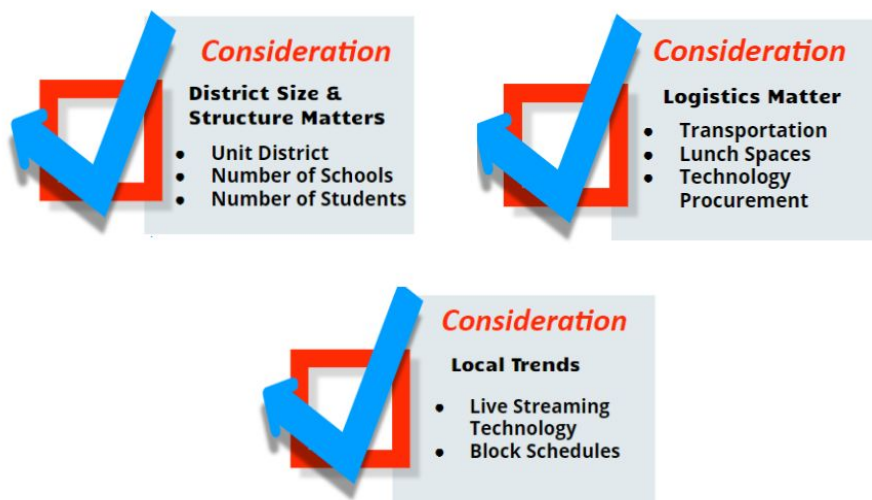 Consideration
District Size &
Structure Matters
● Unit District
● Number of Schools
● Number of Students
Consideration
Logistics Matter
● Transportation
● Lunch Spaces
● Technology
Procurement
Consideration
Local Trends
● Live Streaming
Technology
● Block Schedules